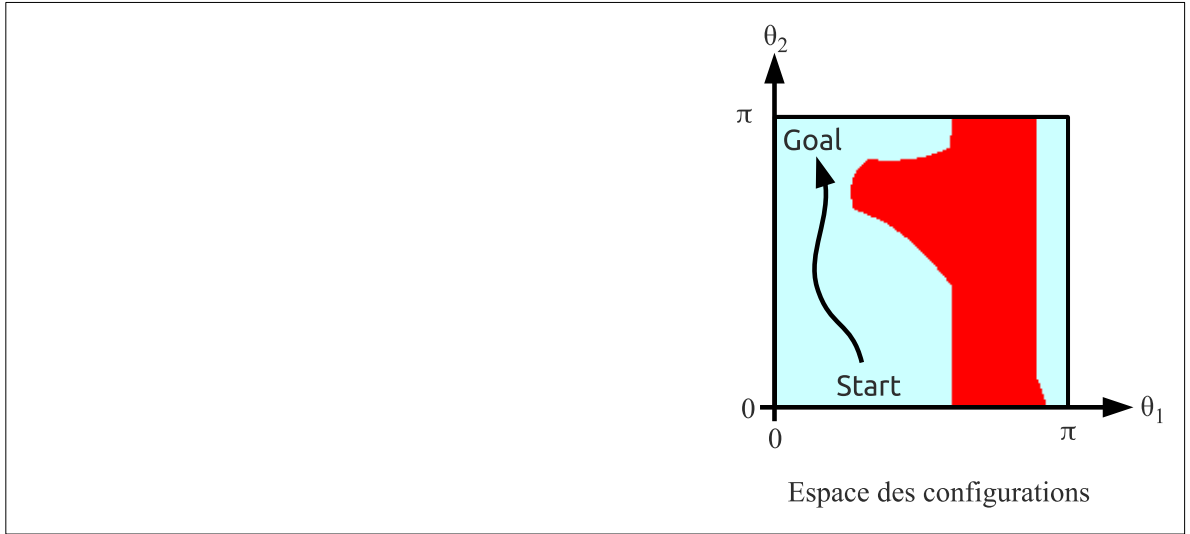 θ2
π
Goal
Start
0
θ1
0
π
Espace des configurations